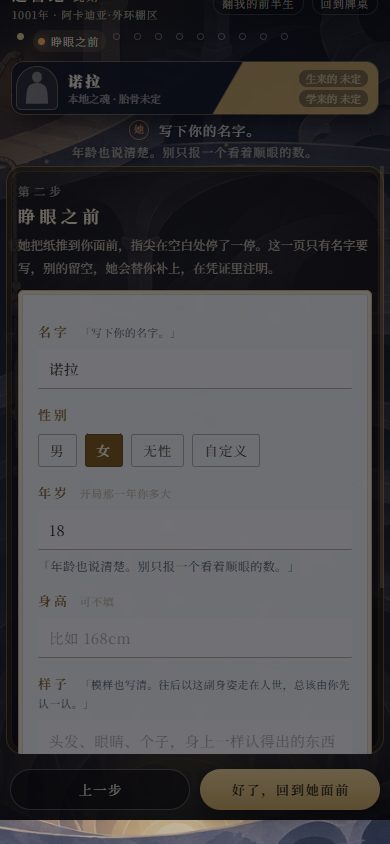 1001年 · 阿卡迪亚·外环棚区
翻我的前半生
回到牌桌
睁眼之前
诺拉
本地之魂 · 胎骨未定
生来的 未定
学来的 未定
她 写下你的名字。
年龄也说清楚。别只报一个看着顺眼的数。
第二步
睁眼之前
她把纸推到你面前，指尖在空白处停了一停。这一页只有名字要
写，别的留空，她会替你补上，在凭证里注明。
名字 「写下你的名字。」
诺拉
性别
男 女 无性 自定义
年岁 开局那一年你多大
18
「年龄也说清楚。别只报一个看着顺眼的数。」
身高 可不填
比如 168cm
样子 「模样也写清。往后以这副身姿走在人世，总该由你先
认一认。」
头发、眼睛、个子，身上一样认得出的东西
上一步
好了，回到她面前